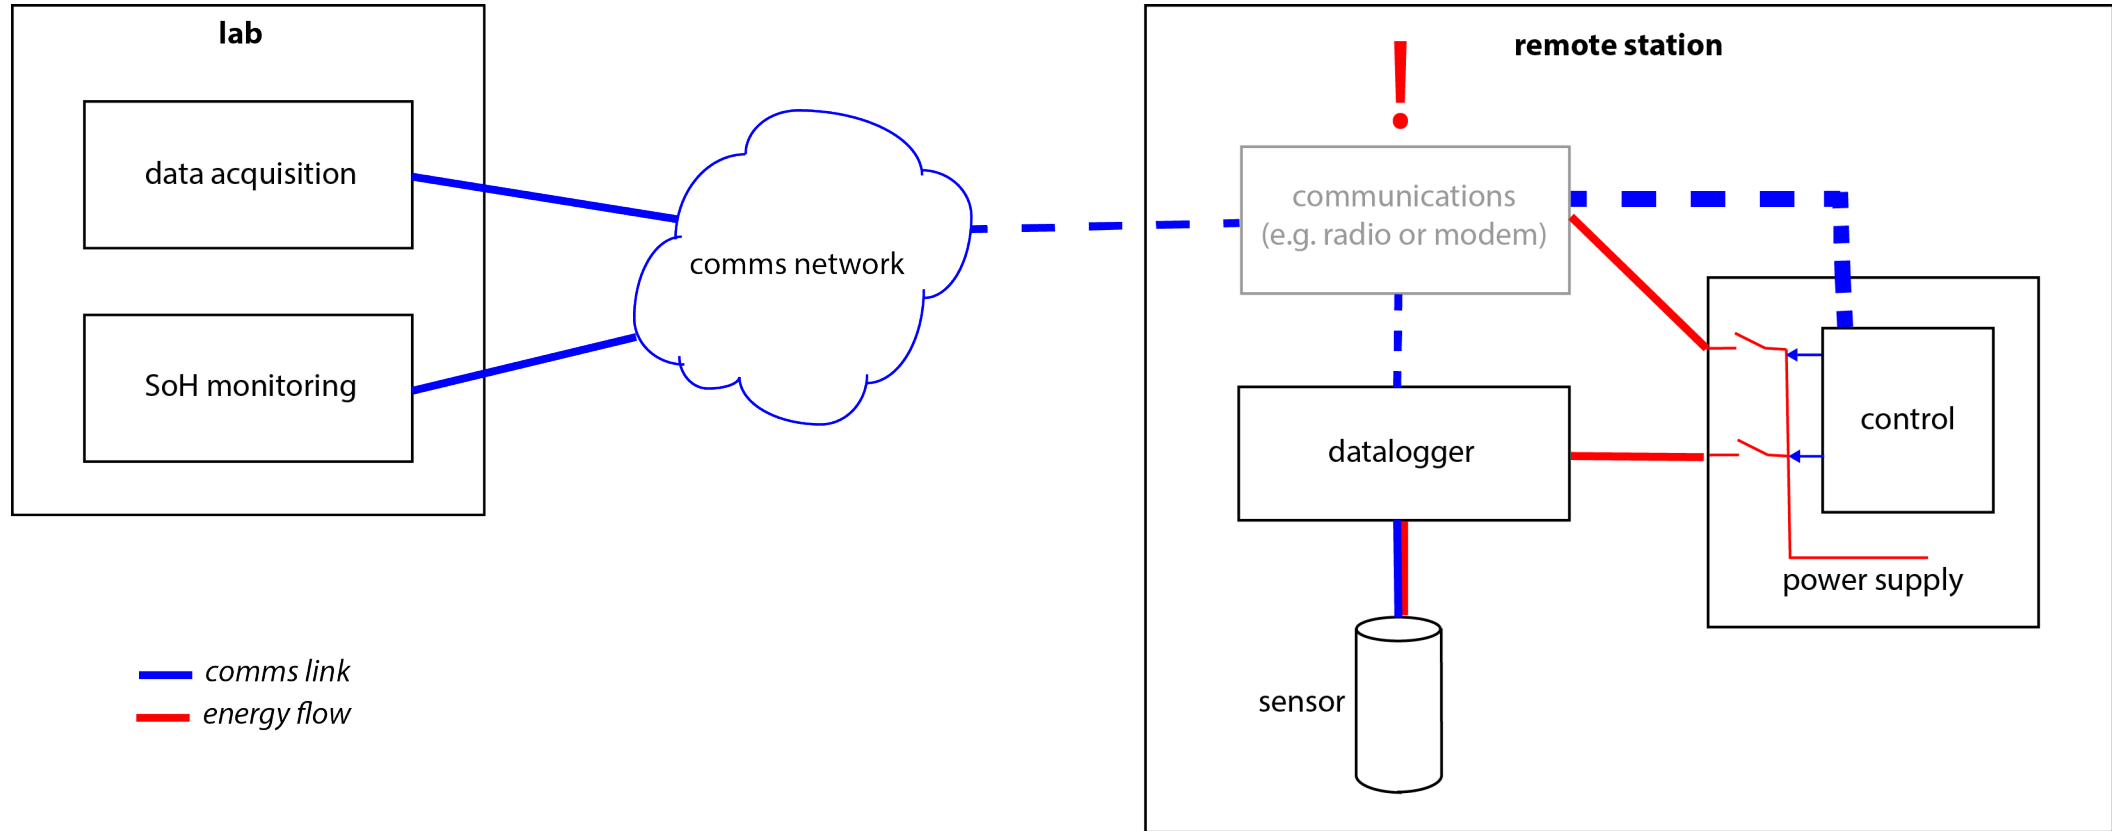 lab
data acquisition
SoH monitoring
comms network
remote station
!
communications
(e.g. radio or modem)
datalogger
control
power supply
sensor
comms link
energy flow